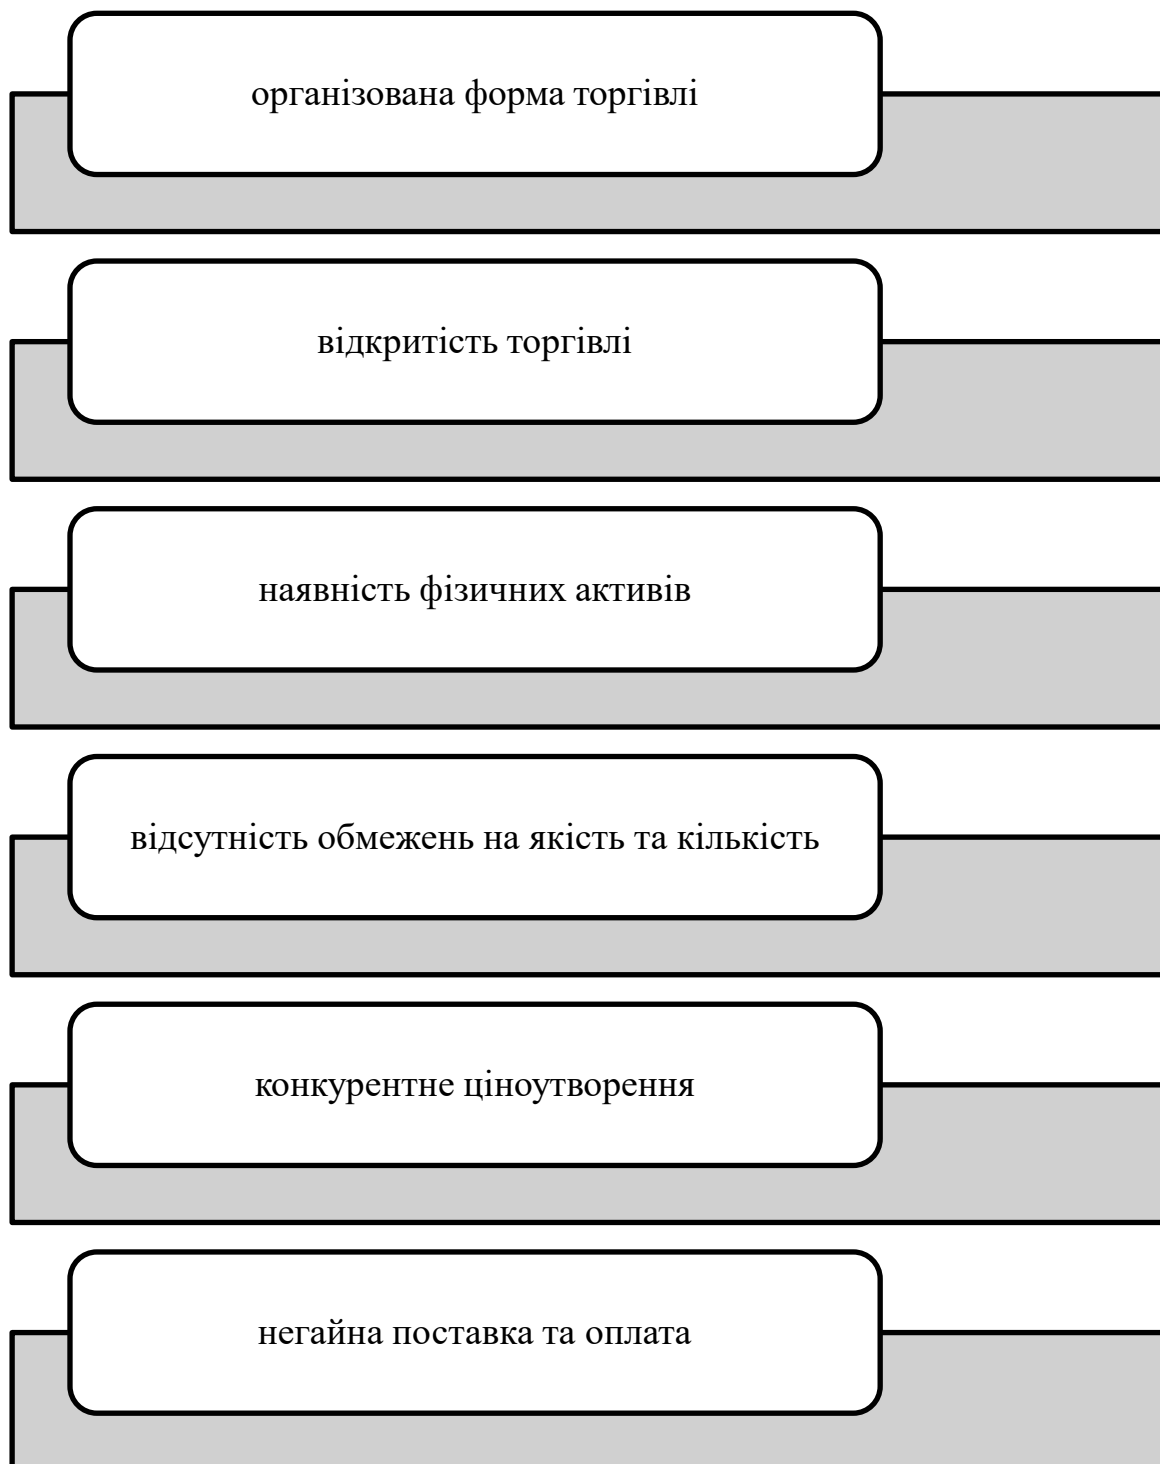 організована форма торгівлі
відкритість торгівлі
наявність фізичних активів
відсутність обмежень на якість та кількість
конкурентне ціноутворення
негайна поставка та оплата